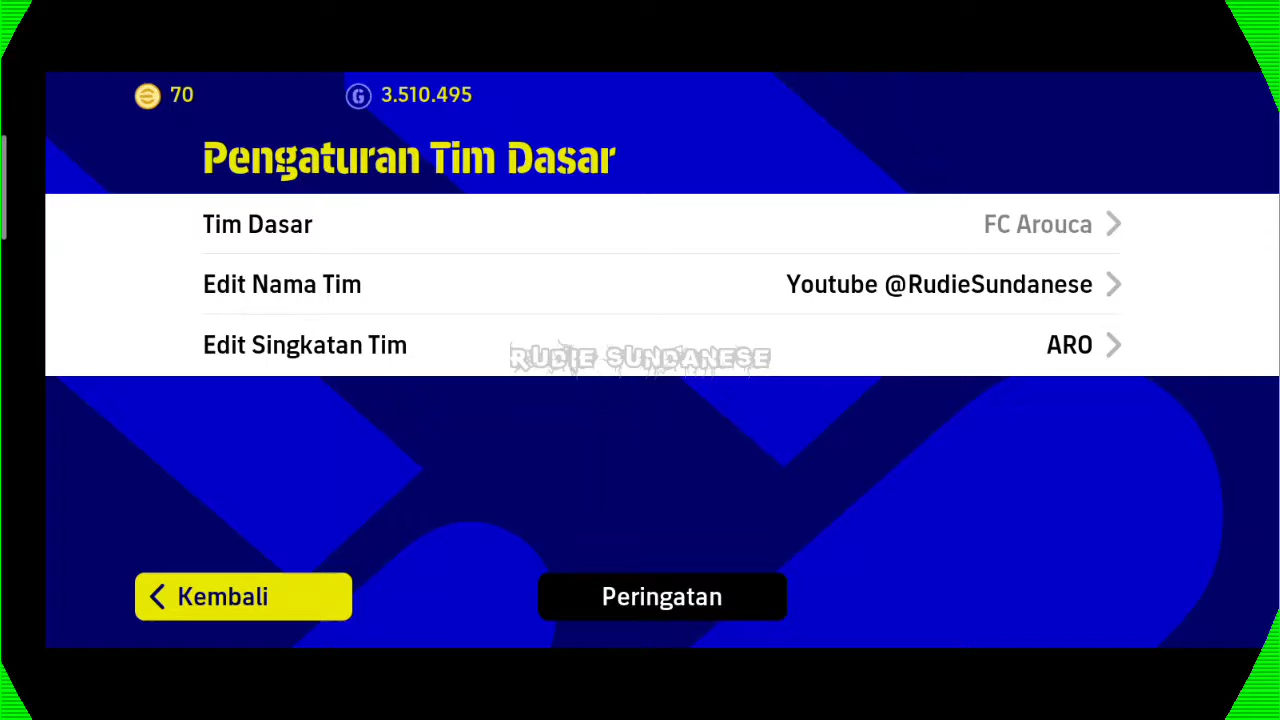 70
3.510.495
Pengaturan Tim Dasar
Tim Dasar FC Arouca
Edit Nama Tim Youtube @RudieSundanese
Edit Singkatan Tim ARO
RUDIE SUNDANESE
Kembali
Peringatan